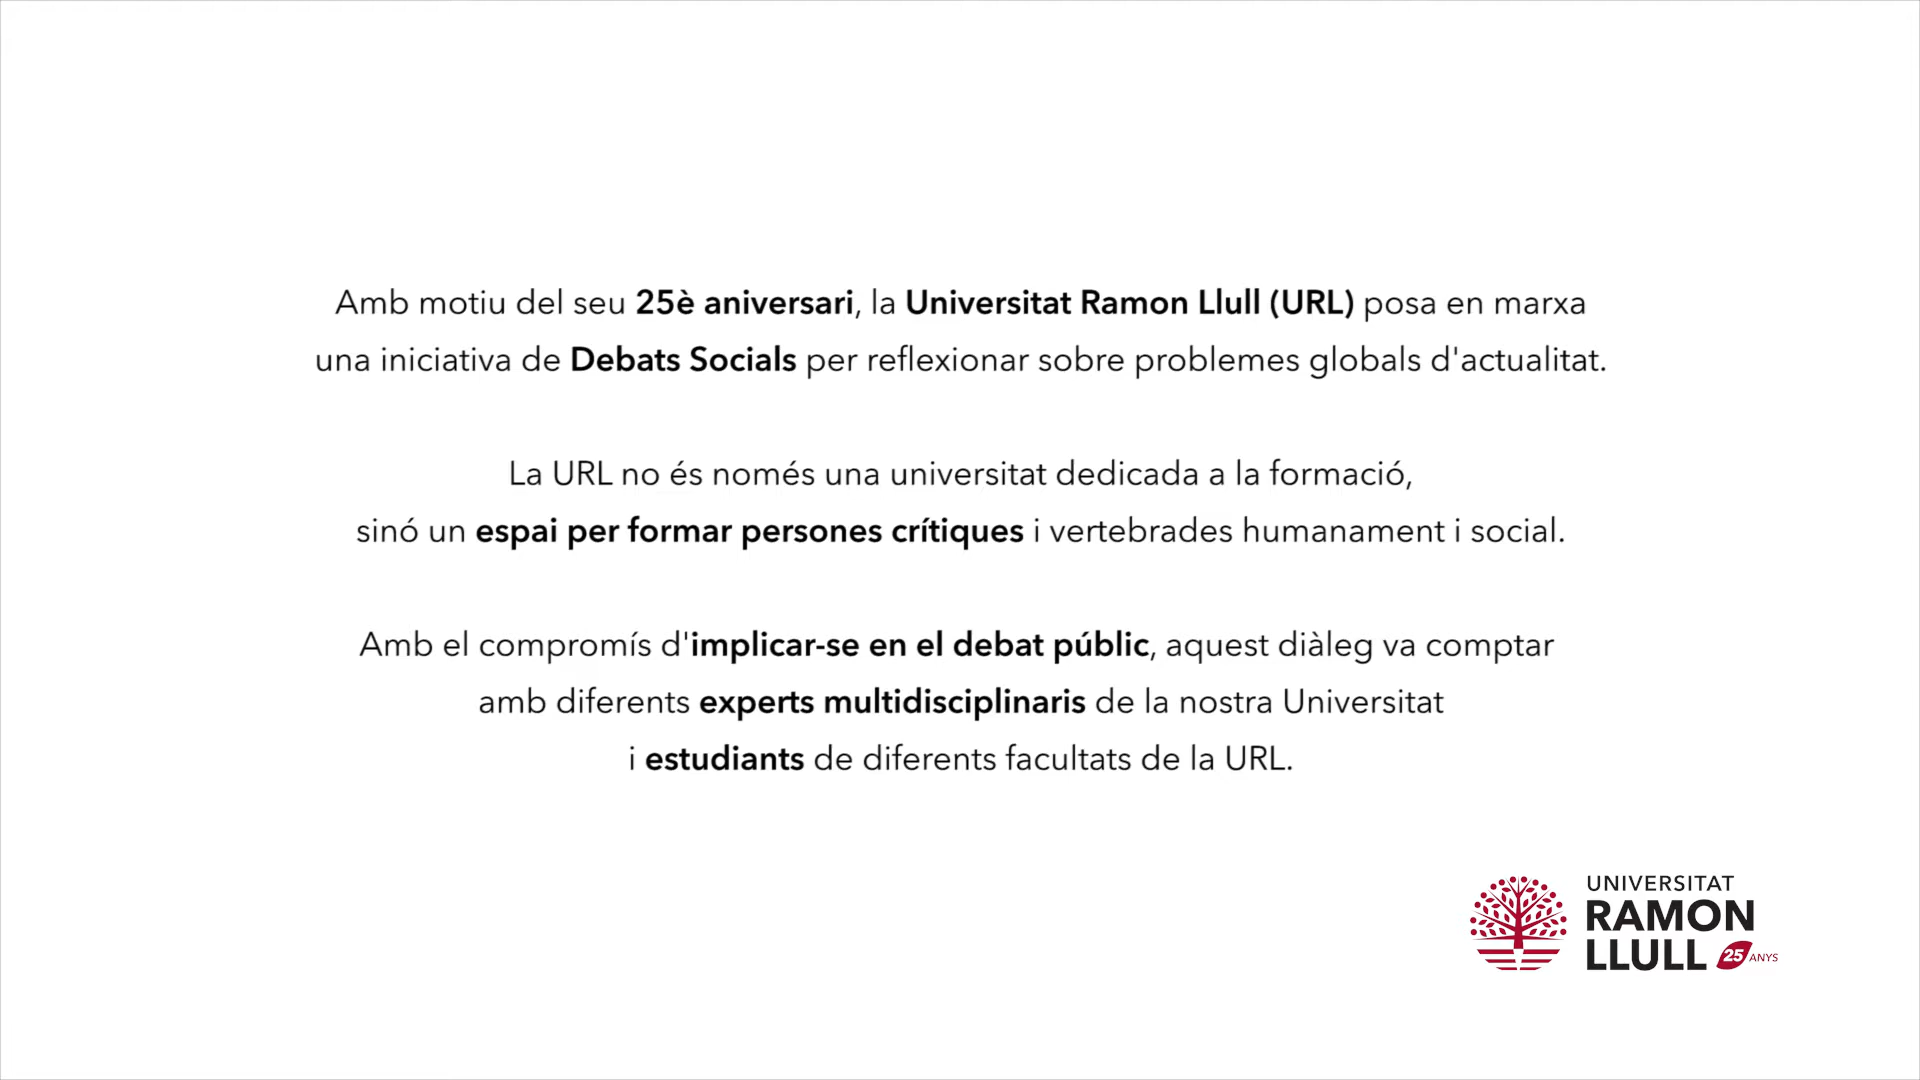 Amb motiu del seu 25è aniversari, la Universitat Ramon Llull (URL) posa en marxa
una iniciativa de Debats Socials per reflexionar sobre problemes globals d'actualitat.
La URL no és només una universitat dedicada a la formació,
sinó un espai per formar persones crítiques i vertebrades humanament i social.
Amb el compromís d'implicar-se en el debat públic, aquest diàleg va comptar
amb diferents experts multidisciplinaris de la nostra Universitat
i estudiants de diferents facultats de la URL.
UNIVERSITAT
RAMON
LLULL 25 ANYS